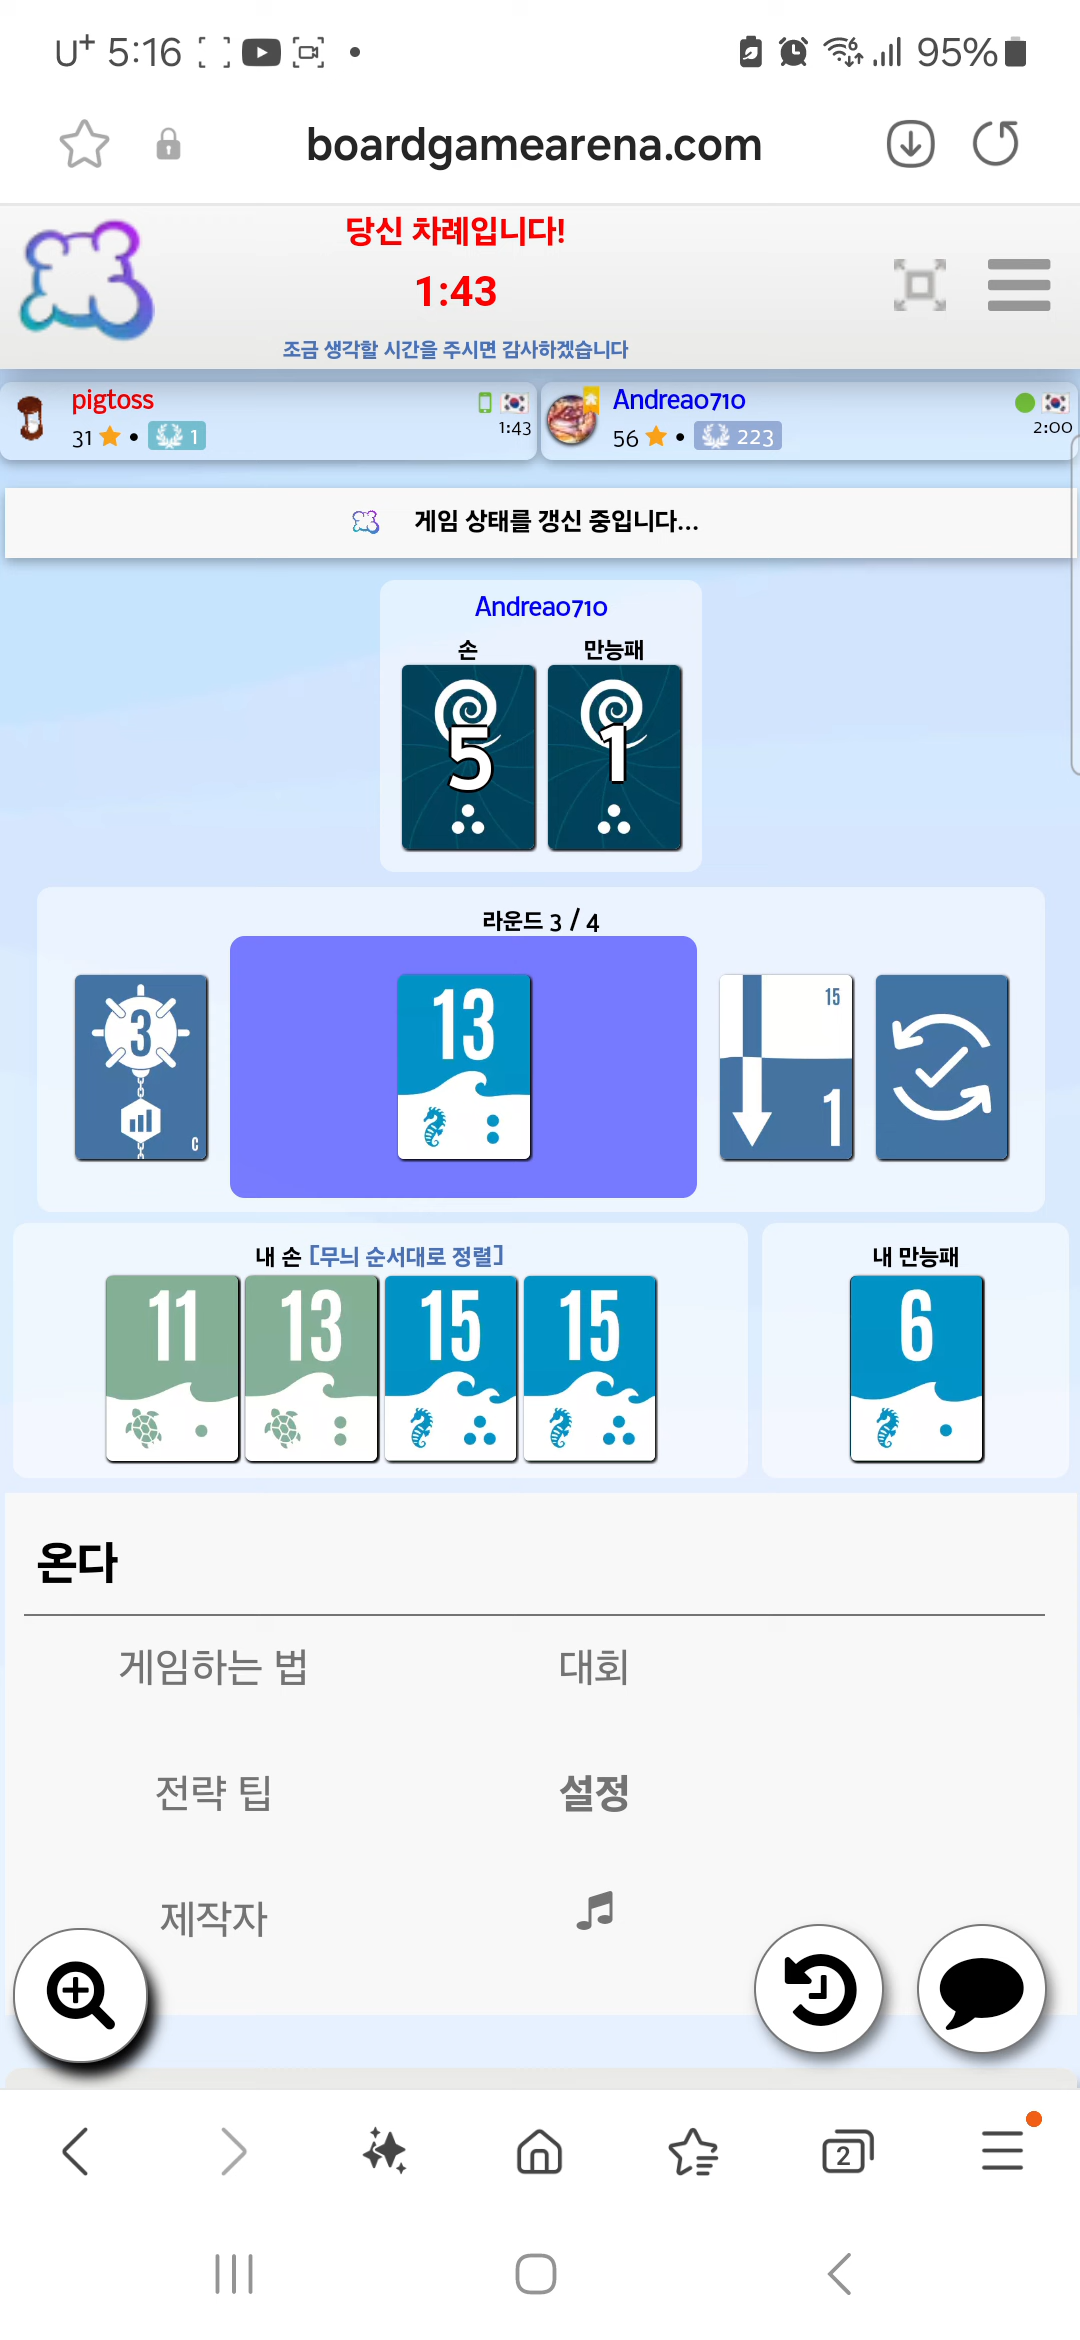 U+ 5:16
95%
boardgamearena.com
당신 차례입니다!
1:43
조금 생각할 시간을 주시면 감사하겠습니다
pigtoss
31 • 1
1:43
Andrea0710
56 • 223
2:00
게임 상태를 갱신 중입니다...
Andrea0710
손 만능패
5 1
라운드 3 / 4
3
C
13
15
1
내 손 [무늬 순서대로 정렬]
내 만능패
11 13 15 15 6
온다
게임하는 법 대회
전략 팁 설정
제작자
2